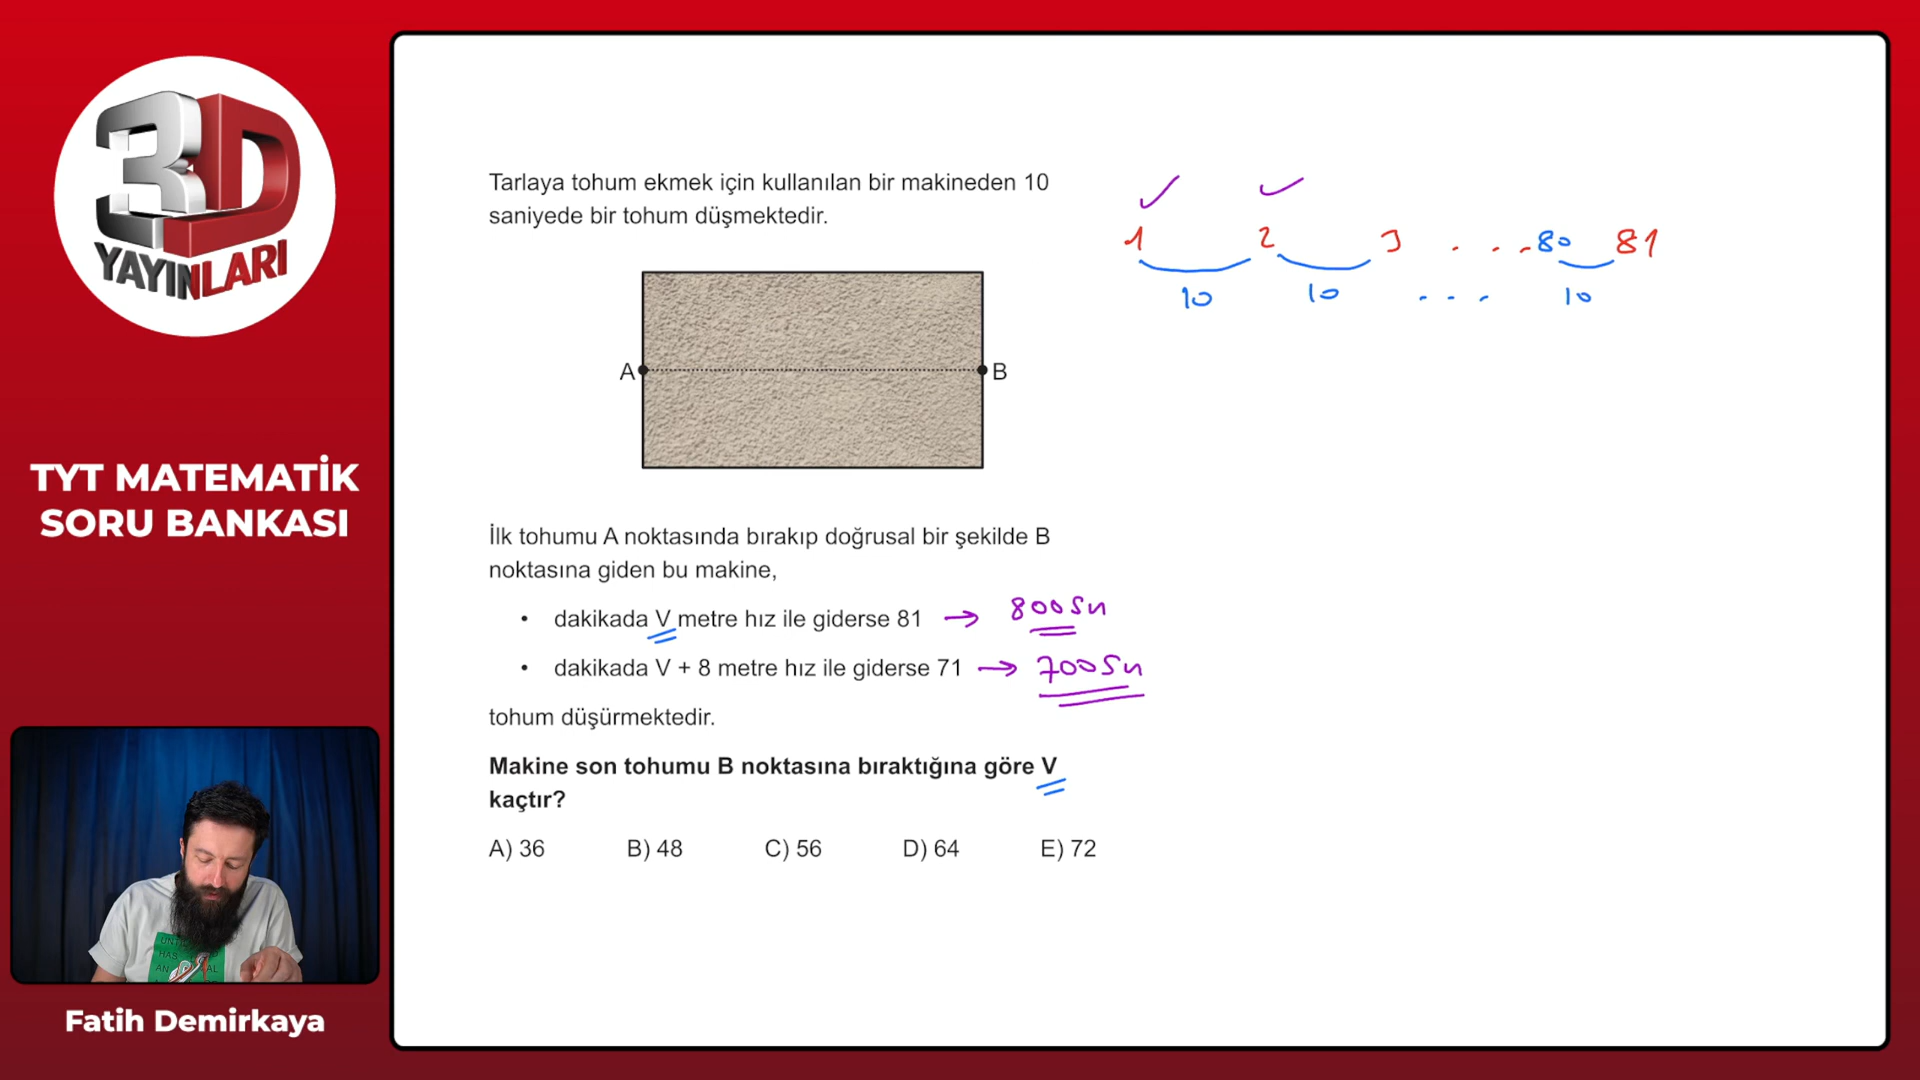 3D
YAYINLARI
TYT MATEMATİK
SORU BANKASI
Fatih Demirkaya
Tarlaya tohum ekmek için kullanılan bir makineden 10
saniyede bir tohum düşmektedir.
A
B
İlk tohumu A noktasında bırakıp doğrusal bir şekilde B
noktasına giden bu makine,
• dakikada V metre hız ile giderse 81 → 800 Sn
• dakikada V + 8 metre hız ile giderse 71 → 700 Sn
tohum düşürmektedir.
Makine son tohumu B noktasına bıraktığına göre V
kaçtır?
A) 36 B) 48 C) 56 D) 64 E) 72
1 2 3 . . . 80 81
10 10 . . . 10